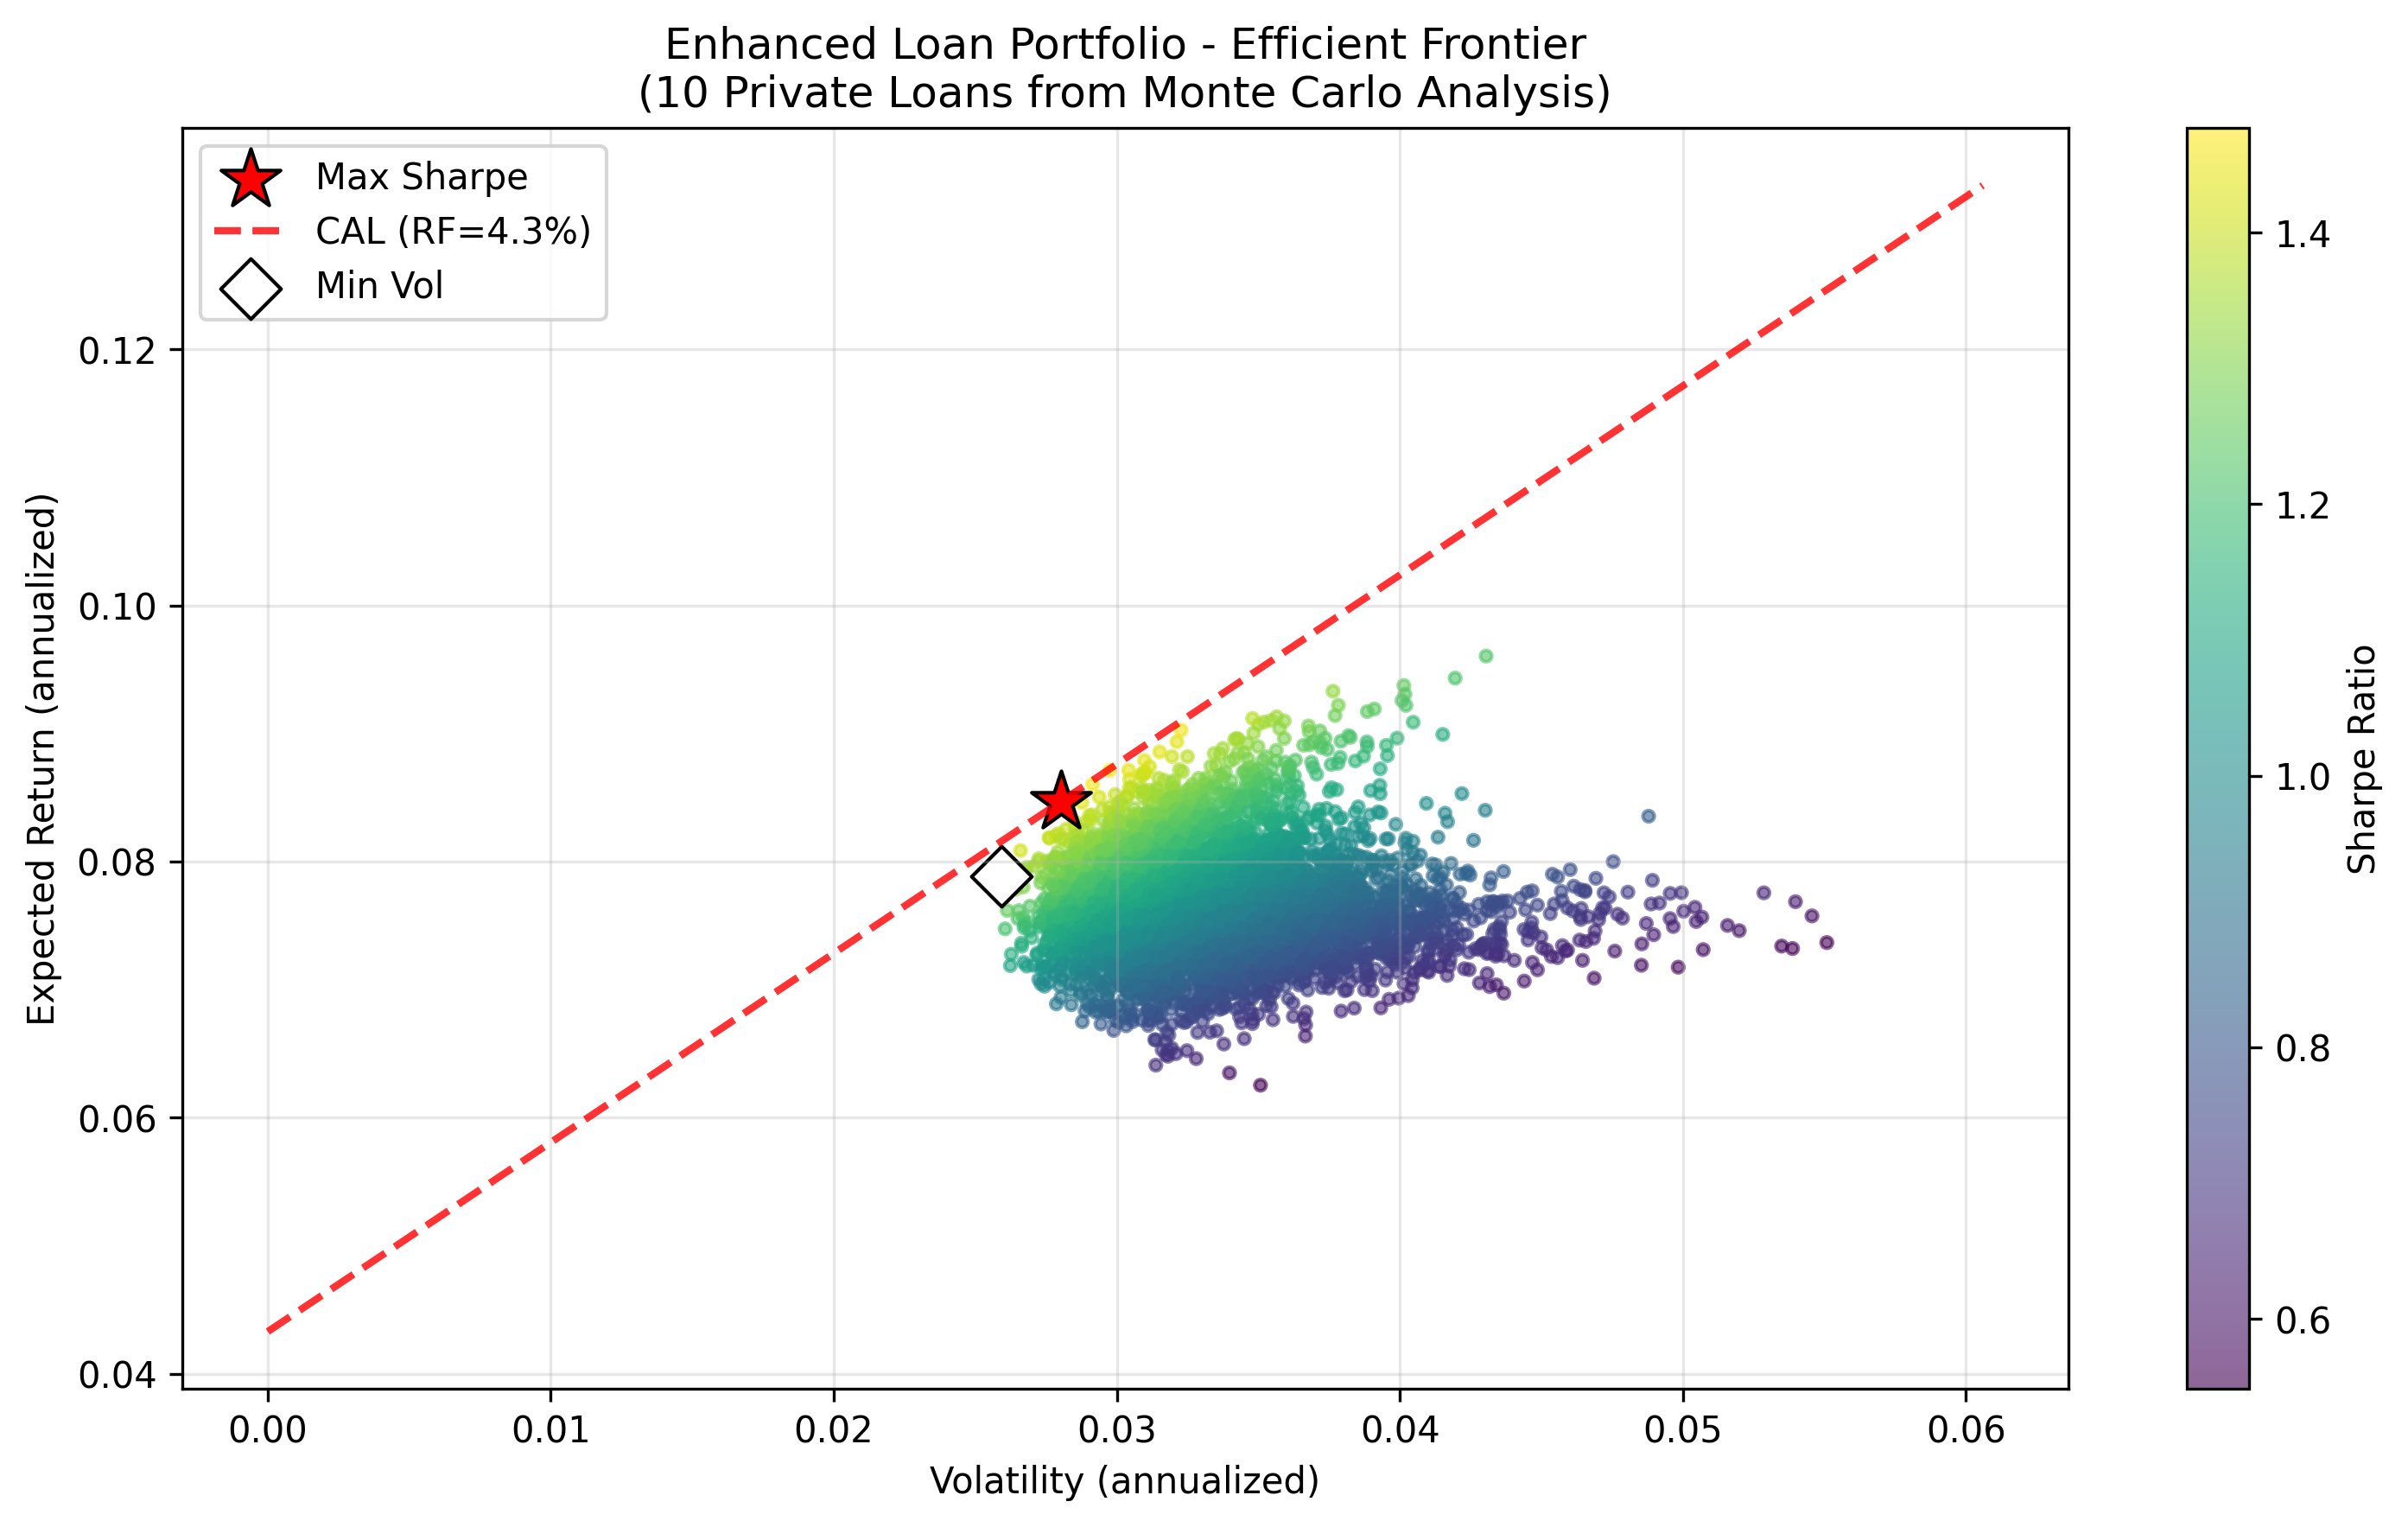 Enhanced Loan Portfolio - Efficient Frontier
(10 Private Loans from Monte Carlo Analysis)
Max Sharpe
CAL (RF=4.3%)
Min Vol
Expected Return (annualized)
0.12
0.10
0.08
0.06
0.04
0.00 0.01 0.02 0.03 0.04 0.05 0.06
Volatility (annualized)
1.4
1.2
1.0
0.8
0.6
Sharpe Ratio